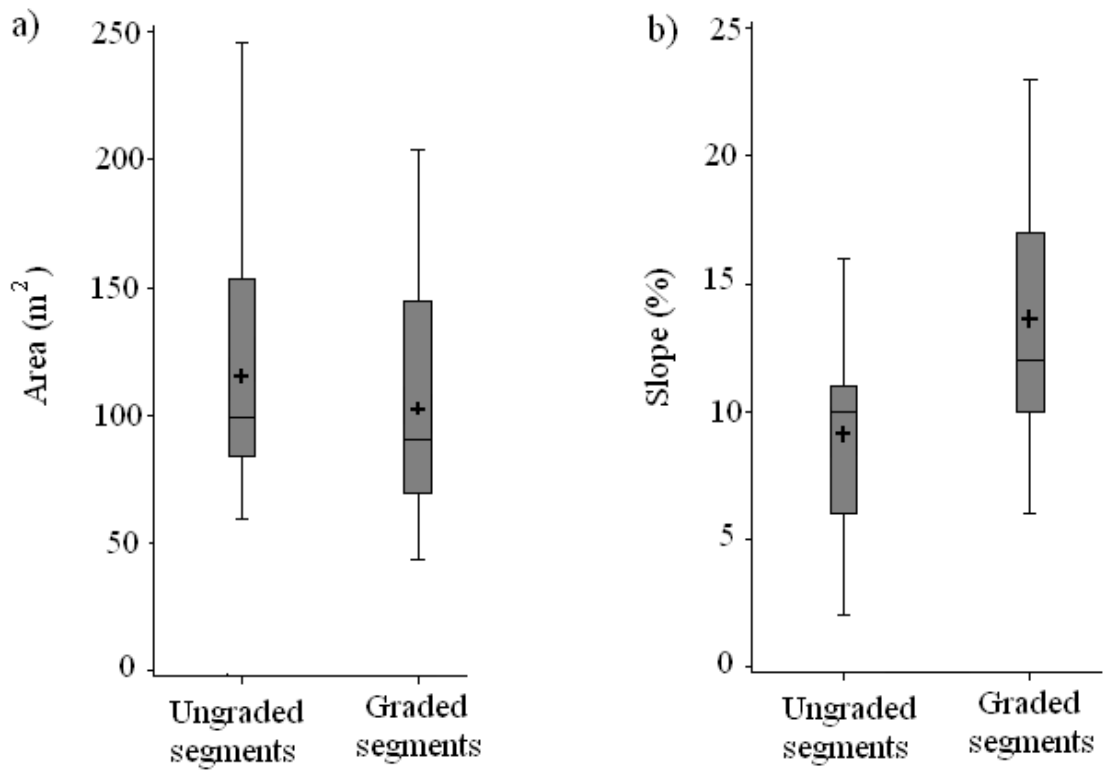 a)
250
200
150
100
50
0
Area (m²)
Ungraded
segments
Graded
segments
b)
25
20
15
10
5
0
Slope (%)
Ungraded
segments
Graded
segments